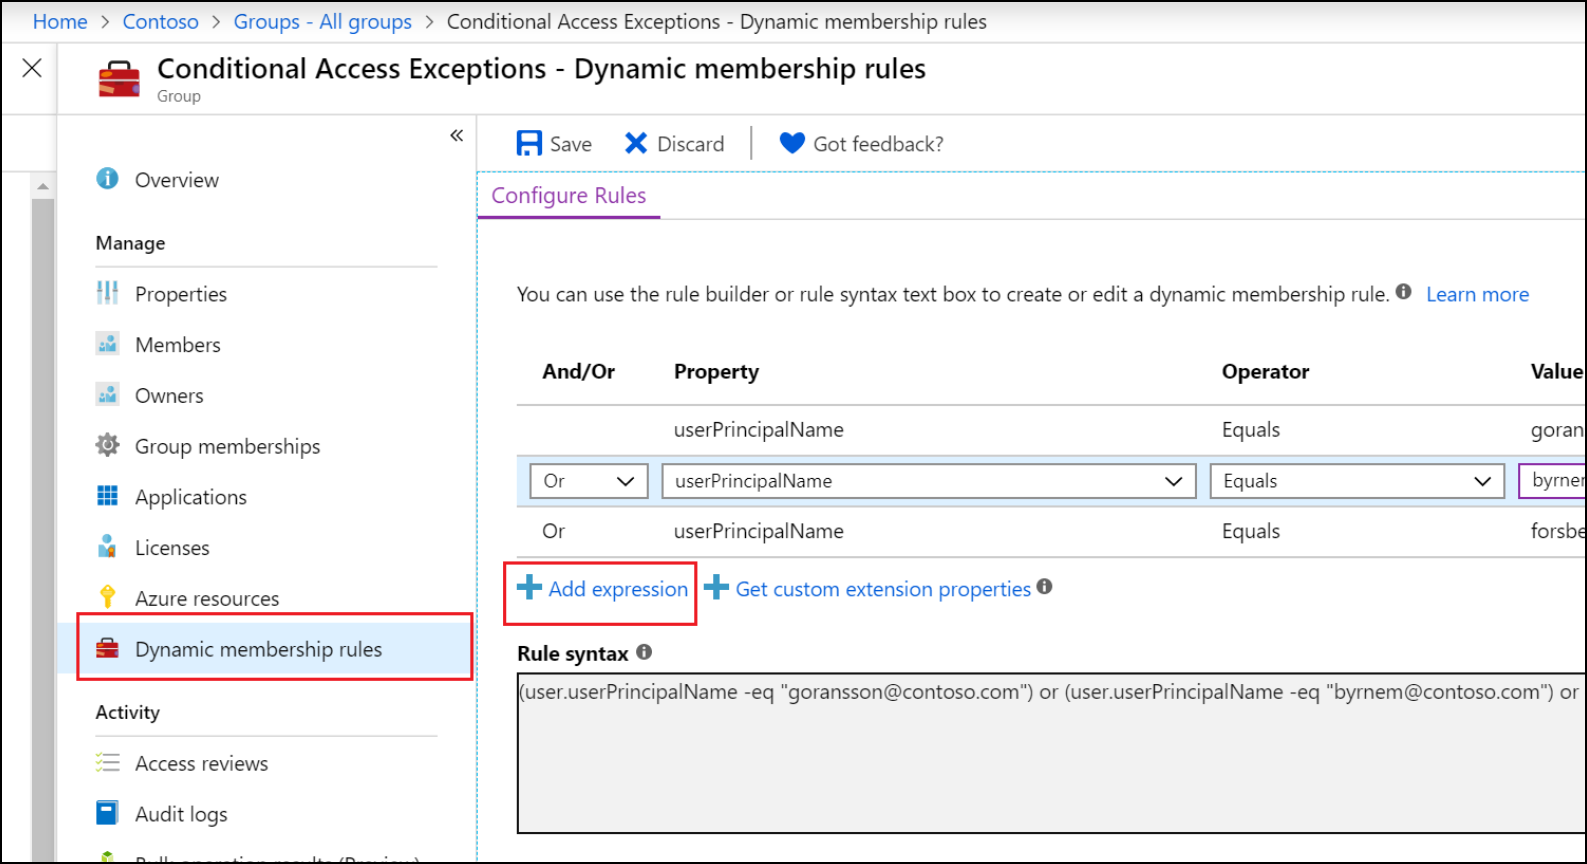 Home > Contoso > Groups - All groups > Conditional Access Exceptions - Dynamic membership rules
Conditional Access Exceptions - Dynamic membership rules
Group
«
Overview
Manage
Properties
Members
Owners
Group memberships
Applications
Licenses
Azure resources
Dynamic membership rules
Activity
Access reviews
Audit logs
Bulk operation results (Preview)
Save Discard Got feedback?
Configure Rules
You can use the rule builder or rule syntax text box to create or edit a dynamic membership rule. Learn more
And/Or Property Operator Value
userPrincipalName Equals goran
Or userPrincipalName Equals byrnem
Or userPrincipalName Equals forsbe
Add expression Get custom extension properties
Rule syntax
(user.userPrincipalName -eq "goransson@contoso.com") or (user.userPrincipalName -eq "byrnem@contoso.com") or